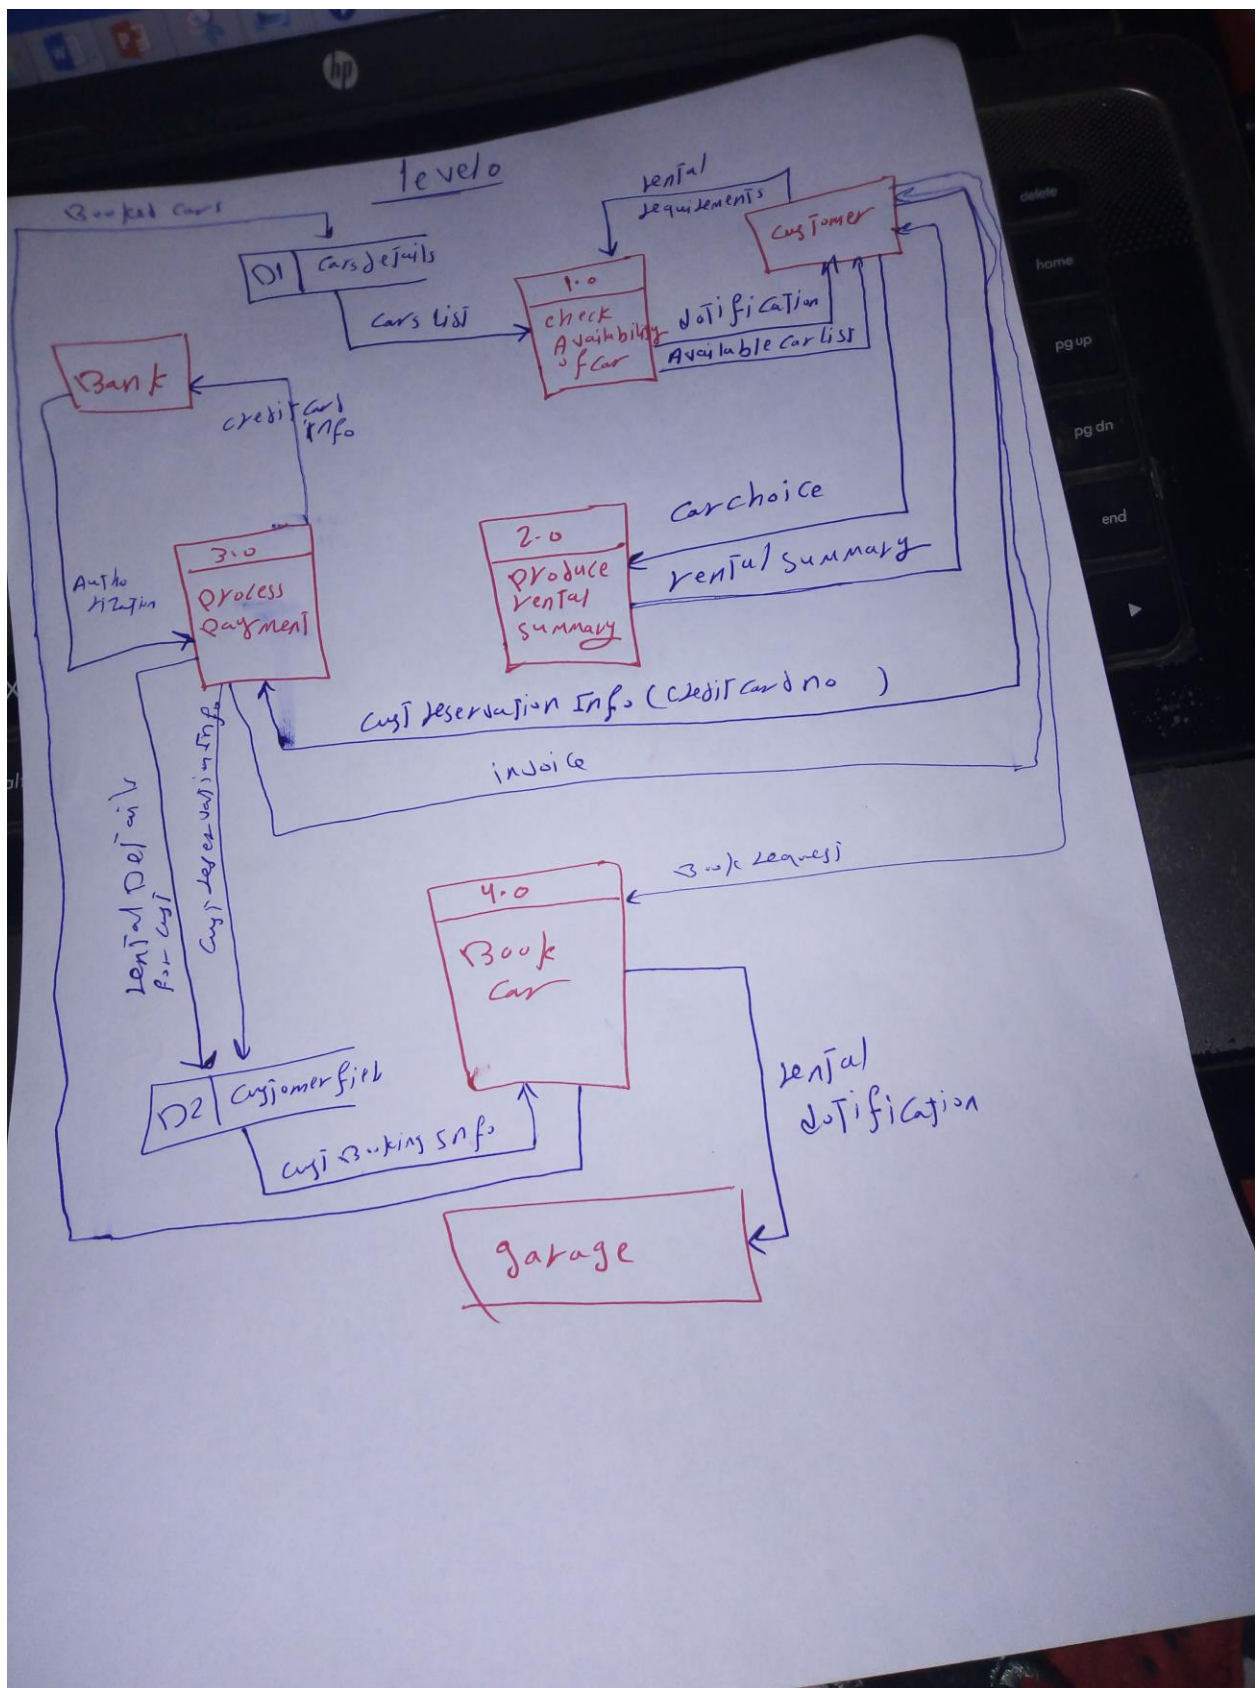 hp
level0
Booked Cars
rental
requirements
Customer
D1
Cars details
1.0
check
Availability
of car
Cars List
Notification
Available Car List
Bank
Credit Card
info
Car choice
rental summary
2.0
produce
rental
summary
3.0
process
payment
Autho
rization
Cust reservation Info (Credit Card no )
invoice
rental Details
for cust
Cust reservation info
Book request
4.0
Book
Car
rental
Notification
D2
Cust Booking Info
garage
delete
home
pg up
pg dn
end